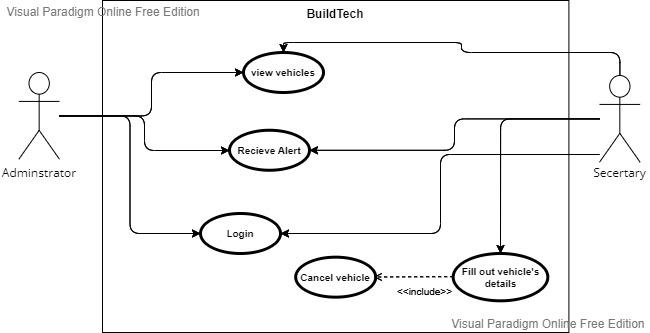 Visual Paradigm Online Free Edition
BuildTech
view vehicles
Recieve Alert
Adminstrator
Secertary
Login
Cancel vehicle
<<include>>
Fill out vehicle's
details
Visual Paradigm Online Free Edition